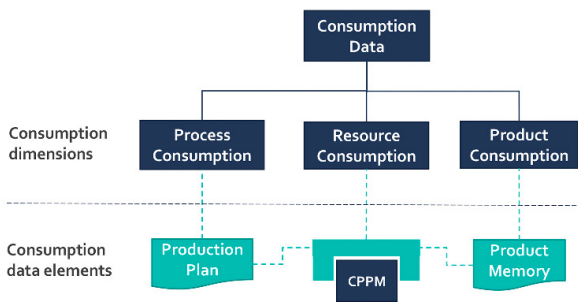 Consumption
Data
Consumption
dimensions
Process
Consumption
Resource
Consumption
Product
Consumption
Consumption
data elements
Production
Plan
CPPM
Product
Memory